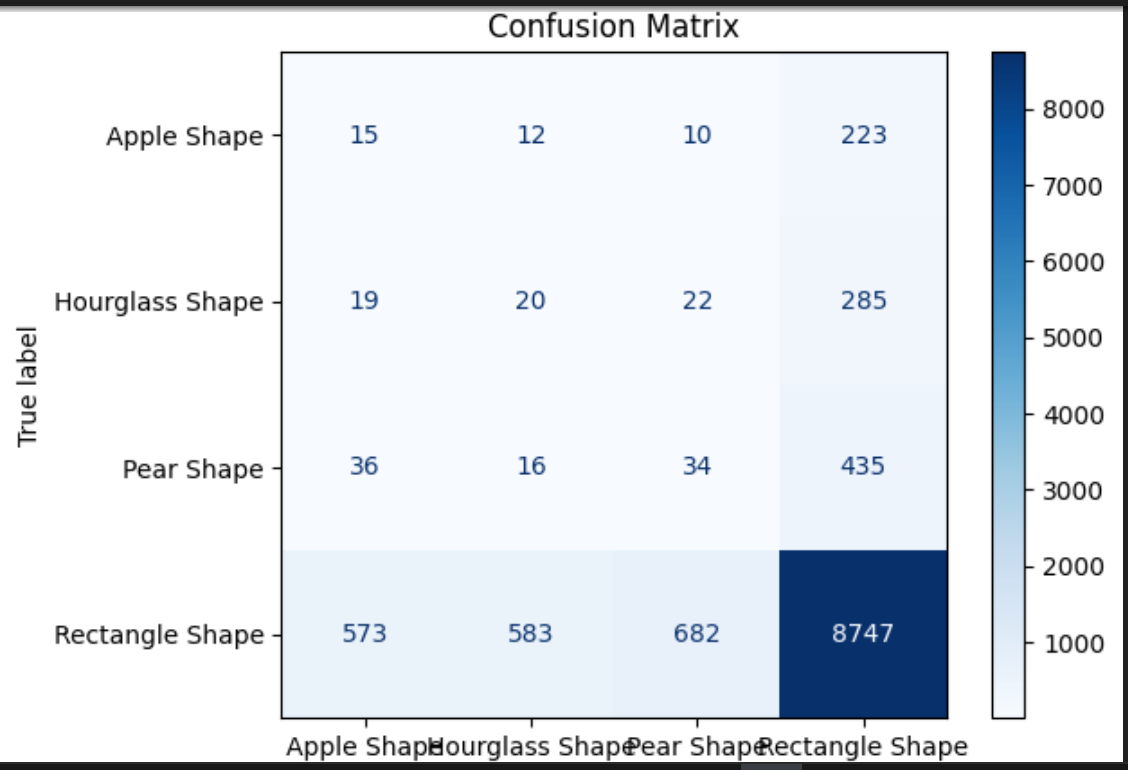 Confusion Matrix
Apple Shape 15 12 10 223
Hourglass Shape 19 20 22 285
Pear Shape 36 16 34 435
Rectangle Shape 573 583 682 8747
Apple Shape Hourglass Shape Pear Shape Rectangle Shape
True label
8000
7000
6000
5000
4000
3000
2000
1000